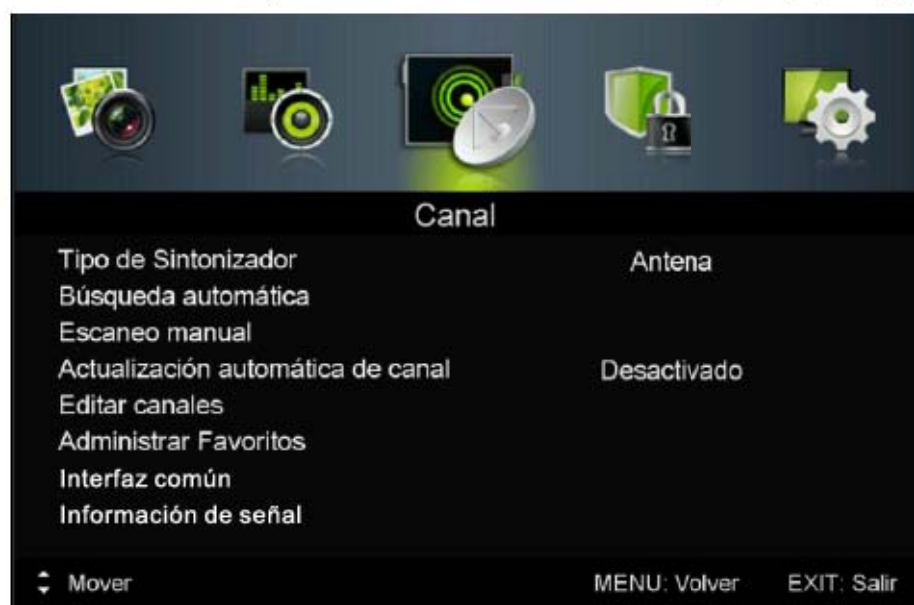 Canal
Tipo de Sintonizador Antena
Búsqueda automática
Escaneo manual
Actualización automática de canal Desactivado
Editar canales
Administrar Favoritos
Interfaz común
Información de señal
Mover MENU: Volver EXIT: Salir